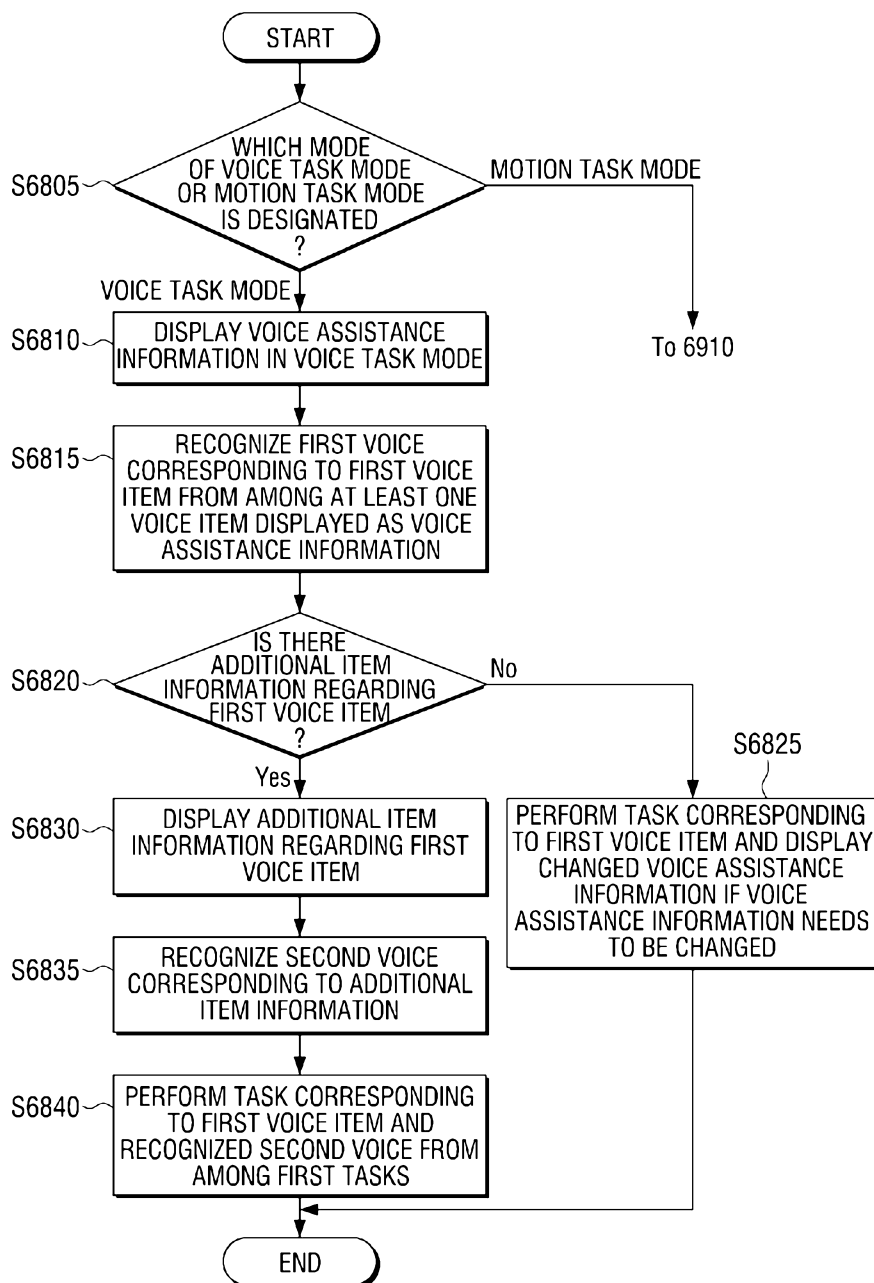 START
WHICH MODE
OF VOICE TASK MODE
OR MOTION TASK MODE
IS DESIGNATED
?
S6805
MOTION TASK MODE
VOICE TASK MODE
To 6910
S6810
DISPLAY VOICE ASSISTANCE
INFORMATION IN VOICE TASK MODE
S6815
RECOGNIZE FIRST VOICE
CORRESPONDING TO FIRST VOICE
ITEM FROM AMONG AT LEAST ONE
VOICE ITEM DISPLAYED AS VOICE
ASSISTANCE INFORMATION
S6820
IS THERE
ADDITIONAL ITEM
INFORMATION REGARDING
FIRST VOICE ITEM
?
No
Yes
S6825
PERFORM TASK CORRESPONDING
TO FIRST VOICE ITEM AND DISPLAY
CHANGED VOICE ASSISTANCE
INFORMATION IF VOICE
ASSISTANCE INFORMATION NEEDS
TO BE CHANGED
S6830
DISPLAY ADDITIONAL ITEM
INFORMATION REGARDING FIRST
VOICE ITEM
S6835
RECOGNIZE SECOND VOICE
CORRESPONDING TO ADDITIONAL
ITEM INFORMATION
S6840
PERFORM TASK CORRESPONDING
TO FIRST VOICE ITEM AND
RECOGNIZED SECOND VOICE FROM
AMONG FIRST TASKS
END